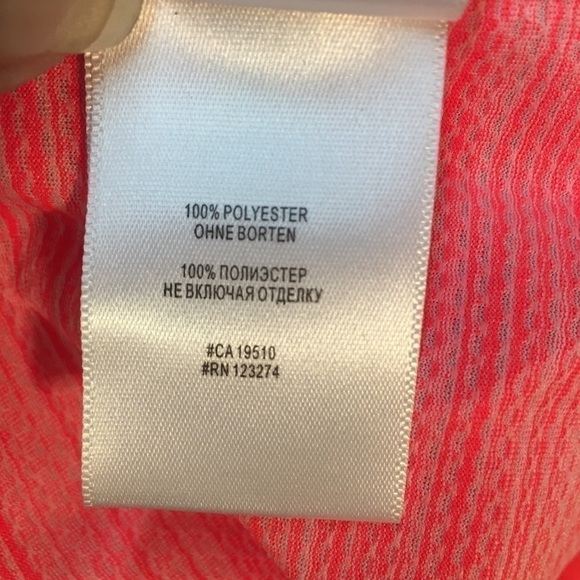 100% POLYESTER
OHNE BORTEN
100% ПОЛИЭСТЕР
НЕ ВКЛЮЧАЯ ОТДЕЛКУ
#CA 19510
#RN 123274